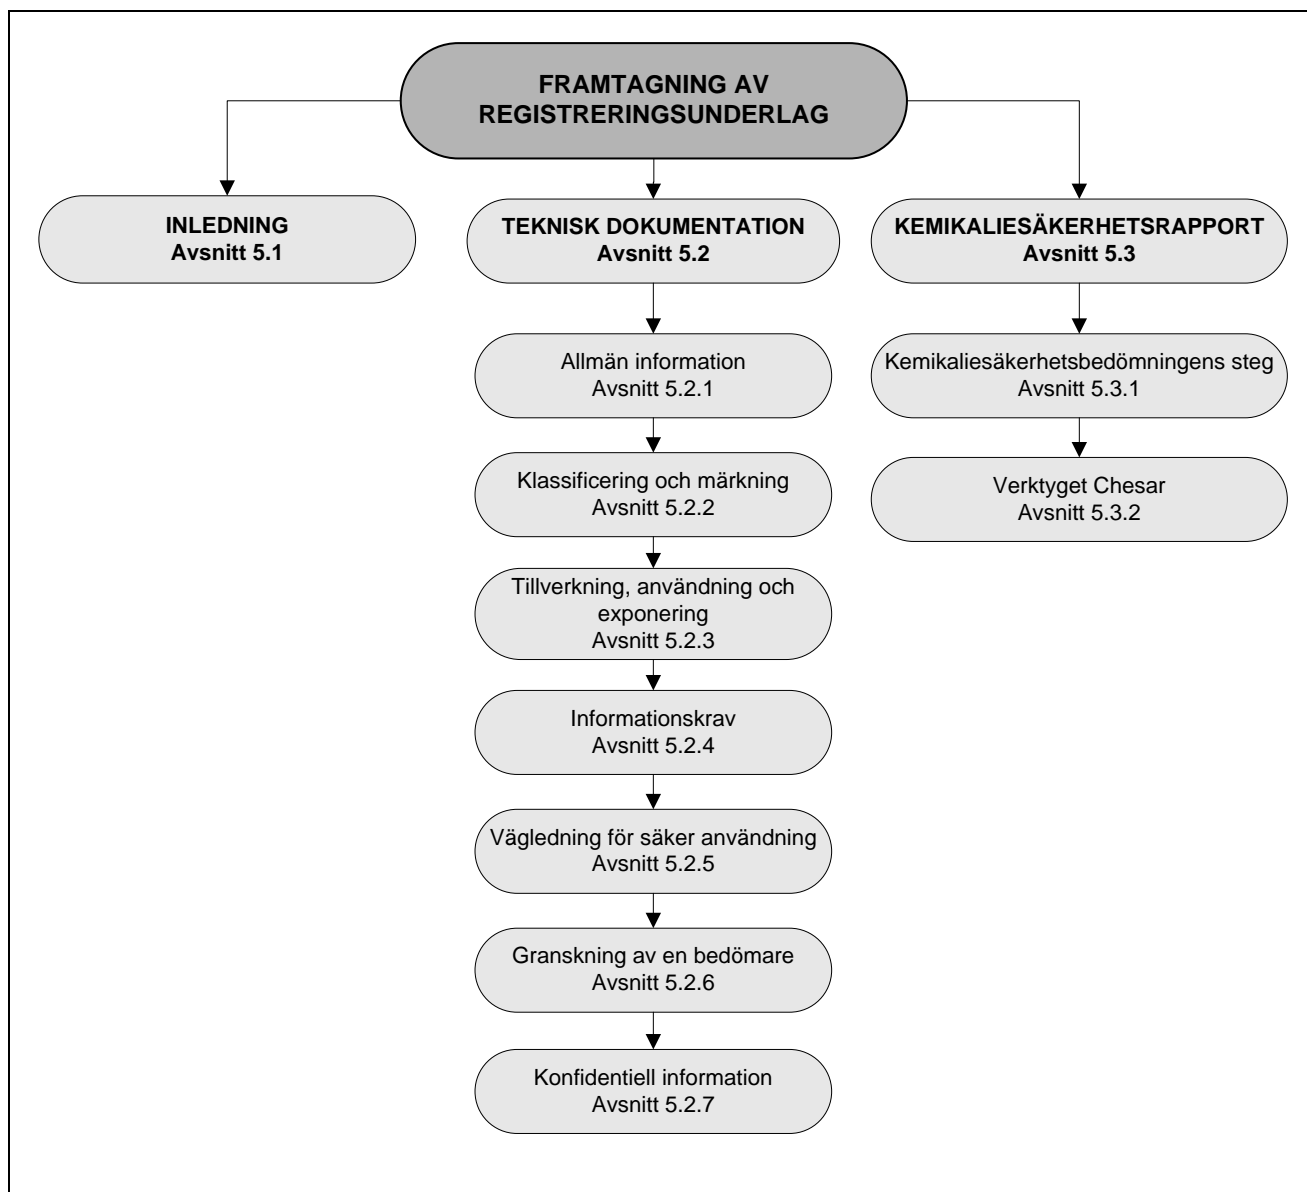 FRAMTAGNING AV
REGISTRERINGSUNDERLAG
INLEDNING
Avsnitt 5.1
TEKNISK DOKUMENTATION
Avsnitt 5.2
KEMIKALIESÄKERHETSRAPPORT
Avsnitt 5.3
Allmän information
Avsnitt 5.2.1
Kemikaliesäkerhetsbedömningens steg
Avsnitt 5.3.1
Klassificering och märkning
Avsnitt 5.2.2
Verktyget Chesar
Avsnitt 5.3.2
Tillverkning, användning och
exponering
Avsnitt 5.2.3
Informationskrav
Avsnitt 5.2.4
Vägledning för säker användning
Avsnitt 5.2.5
Granskning av en bedömare
Avsnitt 5.2.6
Konfidentiell information
Avsnitt 5.2.7